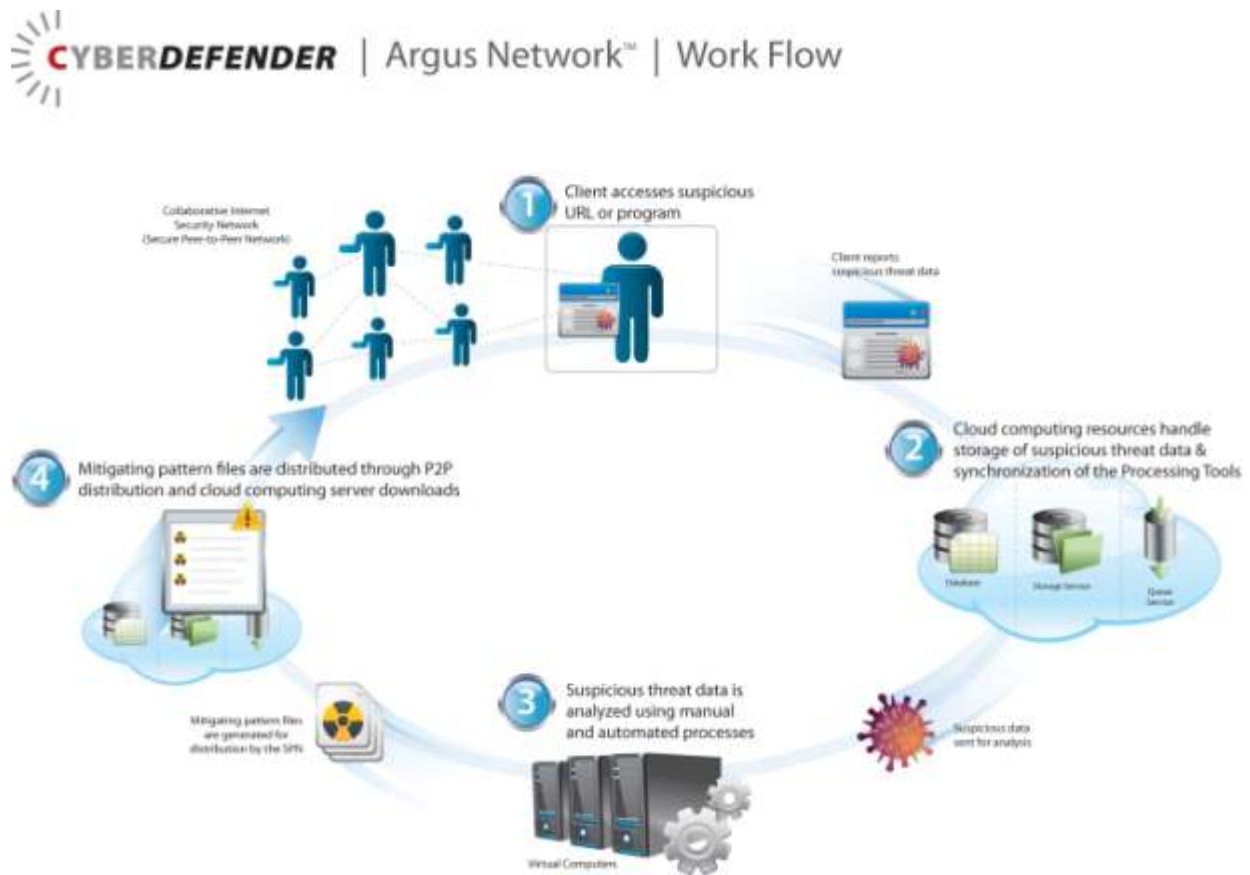 CYBERDEFENDER | Argus Network™ | Work Flow
Collaborative Internet
Security Network
(Secure Peer-to-Peer Network)
1
Client accesses suspicious
URL or program
Client reports
suspicious threat data
2
Cloud computing resources handle
storage of suspicious threat data &
synchronization of the Processing Tools
Database
Storage Service
Queue
Service
Suspicious data
sent for analysis
3
Suspicious threat data is
analyzed using manual
and automated processes
Virtual Computers
Mitigating pattern files
are generated for
distribution by the SPN
4
Mitigating pattern files are distributed through P2P
distribution and cloud computing server downloads